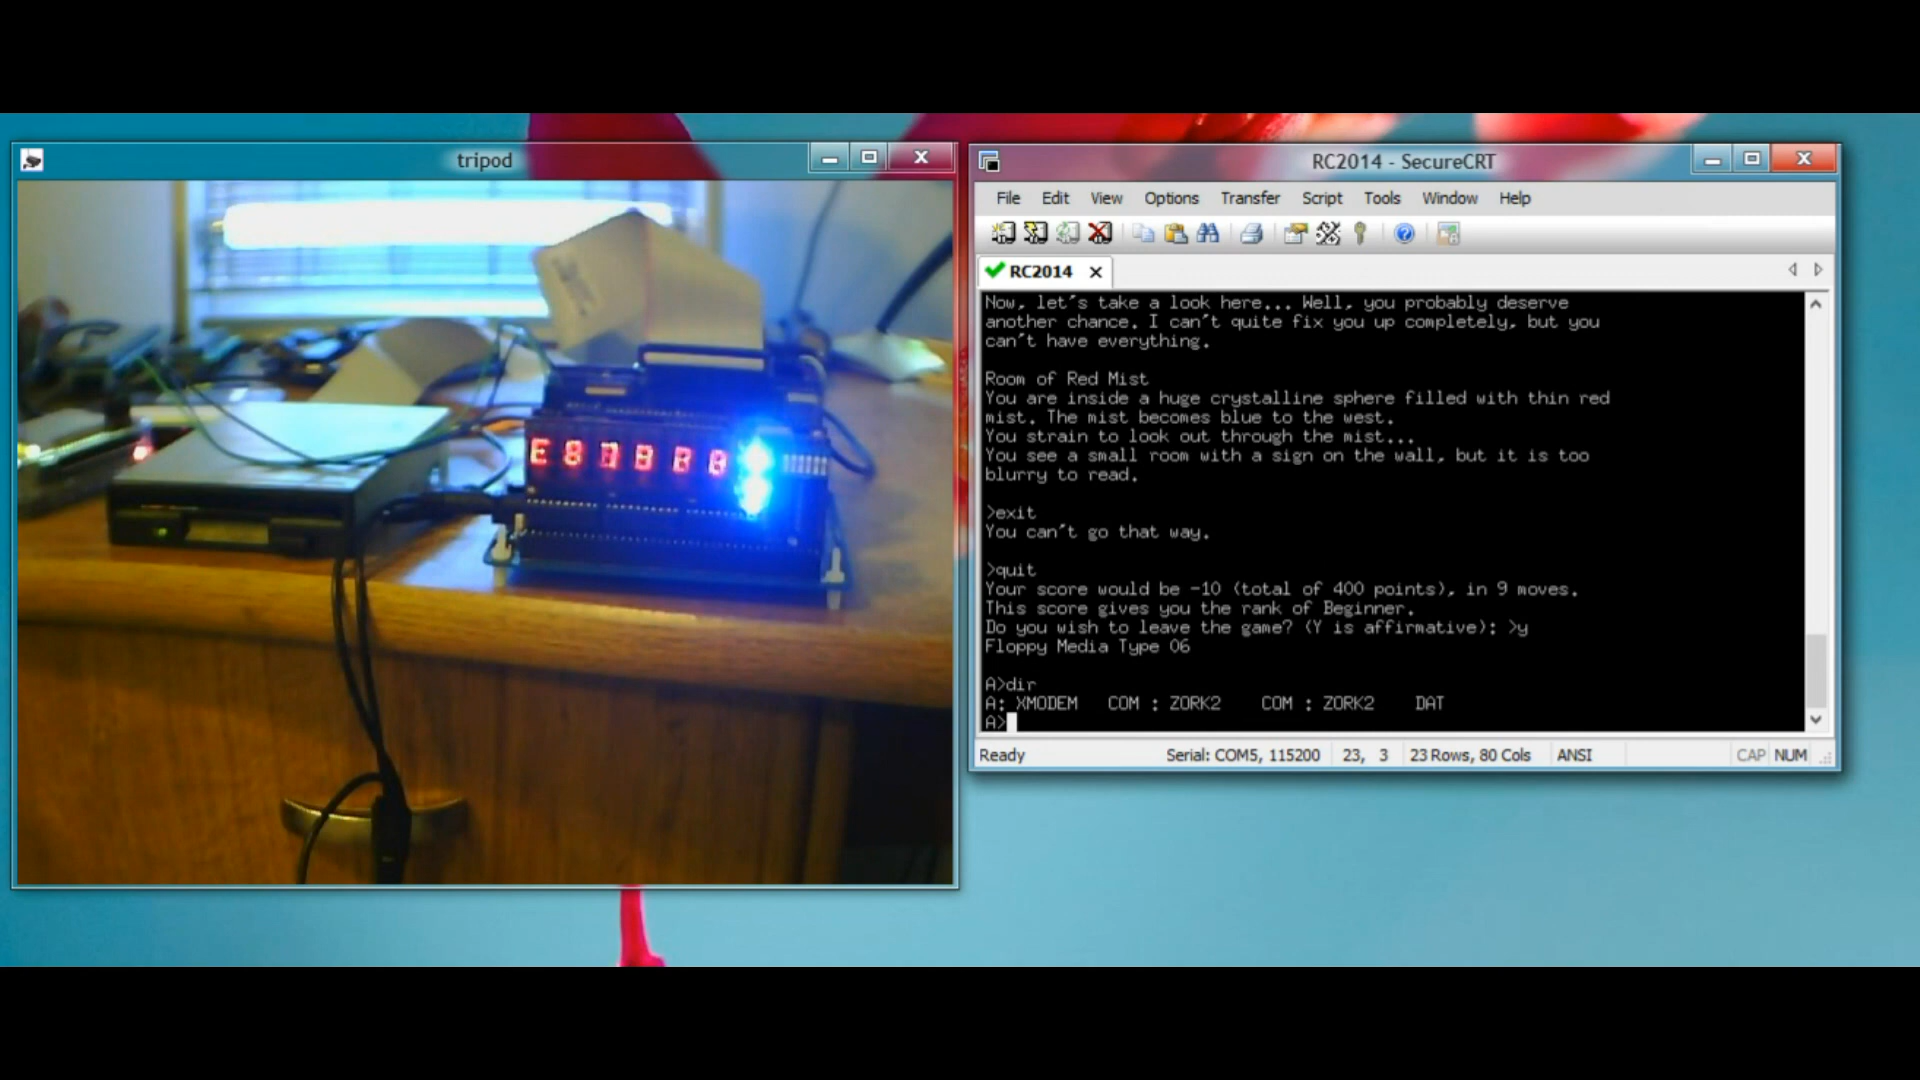 tripod
RC2014 - SecureCRT
File Edit View Options Transfer Script Tools Window Help
RC2014
Now, let's take a look here... Well, you probably deserve
another chance. I can't quite fix you up completely, but you
can't have everything.
Room of Red Mist
You are inside a huge crystalline sphere filled with thin red
mist. The mist becomes blue to the west.
You strain to look out through the mist...
You see a small room with a sign on the wall, but it is too
blurry to read.
>exit
You can't go that way.
>quit
Your score would be -10 (total of 400 points), in 9 moves.
This score gives you the rank of Beginner.
Do you wish to leave the game? (Y is affirmative): >y
Floppy Media Type 06
A>dir
A: XMODEM COM : ZORK2 COM : ZORK2 DAT
A>
Ready Serial: COM5, 115200 23, 3 23 Rows, 80 Cols ANSI CAP NUM